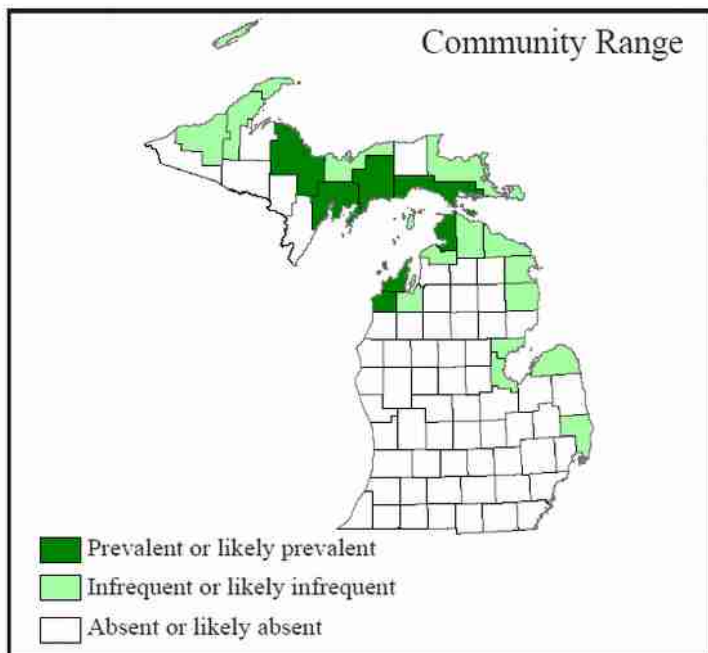 Community Range
Prevalent or likely prevalent
Infrequent or likely infrequent
Absent or likely absent